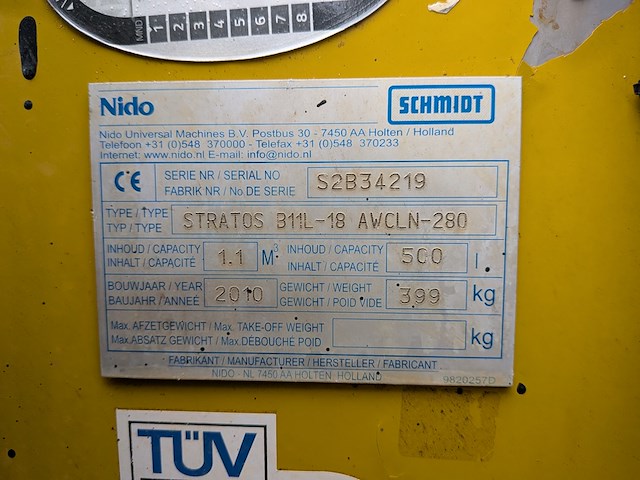 MND 1 2 3 4 5 6 7 8
Nido SCHMIDT
Nido Universal Machines B.V. Postbus 30 - 7450 AA Holten / Holland
Telefoon +31 (0)548 370000 - Telefax +31 (0)548 370233
Internet: www.nido.nl E-mail: info@nido.nl
CE SERIE NR / SERIAL NO S2B34219
FABRIK NR / No DE SERIE
TYPE / TYPE STRATOS B11L-18 AWCLN-280
TYP / TYPE
INHOUD / CAPACITY 1.1 M³ INHOUD / CAPACITY 500 l
INHALT / CAPACITÉ INHALT / CAPACITÉ
BOUWJAAR / YEAR 2010 GEWICHT / WEIGHT 399 kg
BAUJAHR / ANNEÉ GEWICHT / POID VIDE
Max. AFZETGEWICHT / Max. TAKE-OFF WEIGHT kg
Max. ABSATZ GEWICHT / Max. DÉBOUCHE POID
FABRIKANT / MANUFACTURER / HERSTELLER / FABRICANT
NIDO - NL 7450 AA HOLTEN HOLLAND 9820257D
TÜV